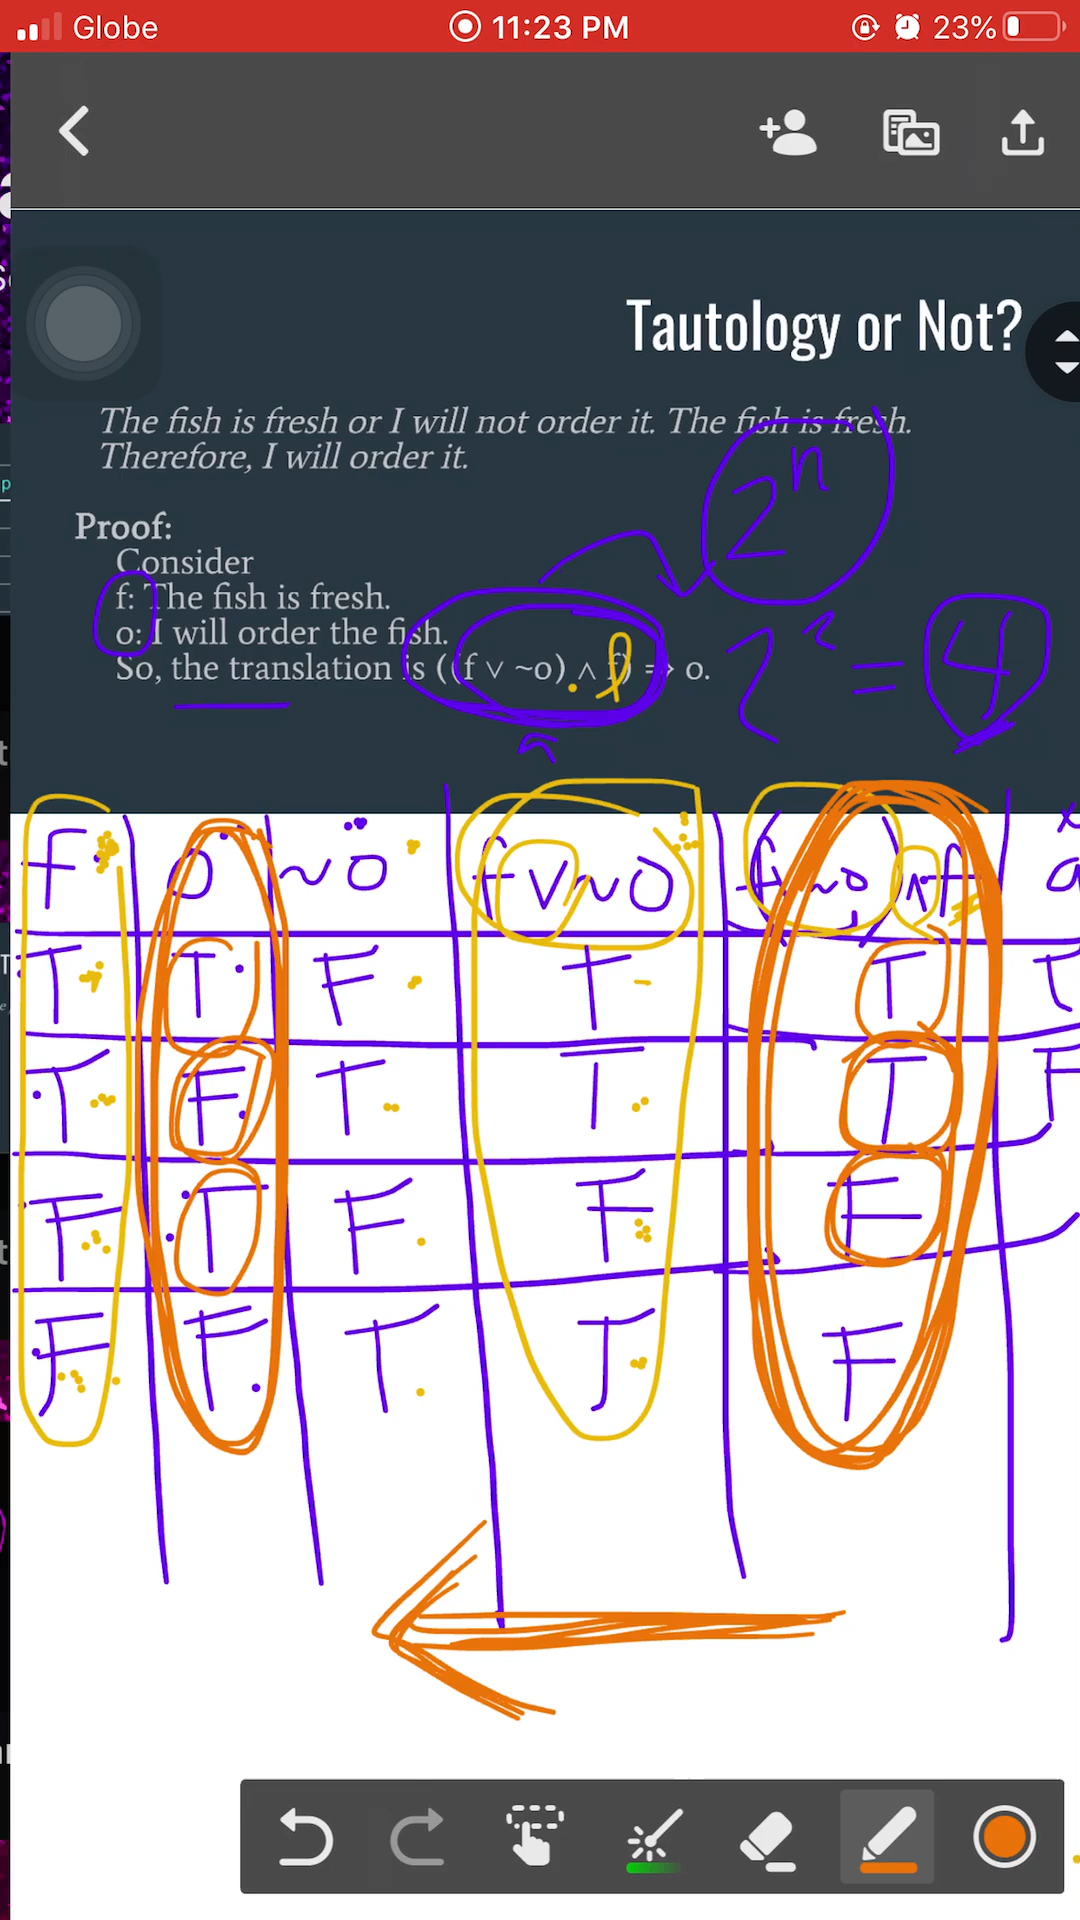 Globe 11:23 PM 23%
Tautology or Not?
The fish is fresh or I will not order it. The fish is fresh.
Therefore, I will order it.
2ⁿ
Proof:
Consider
f: The fish is fresh.
o: I will order the fish.
So, the translation is ((f ∨ ~o) ∧ f) => o.
2² = 4
f o ~o f∨~o (f∨~o)∧f
T T F T T T
T F T T T F
F T F F F
F F T T F